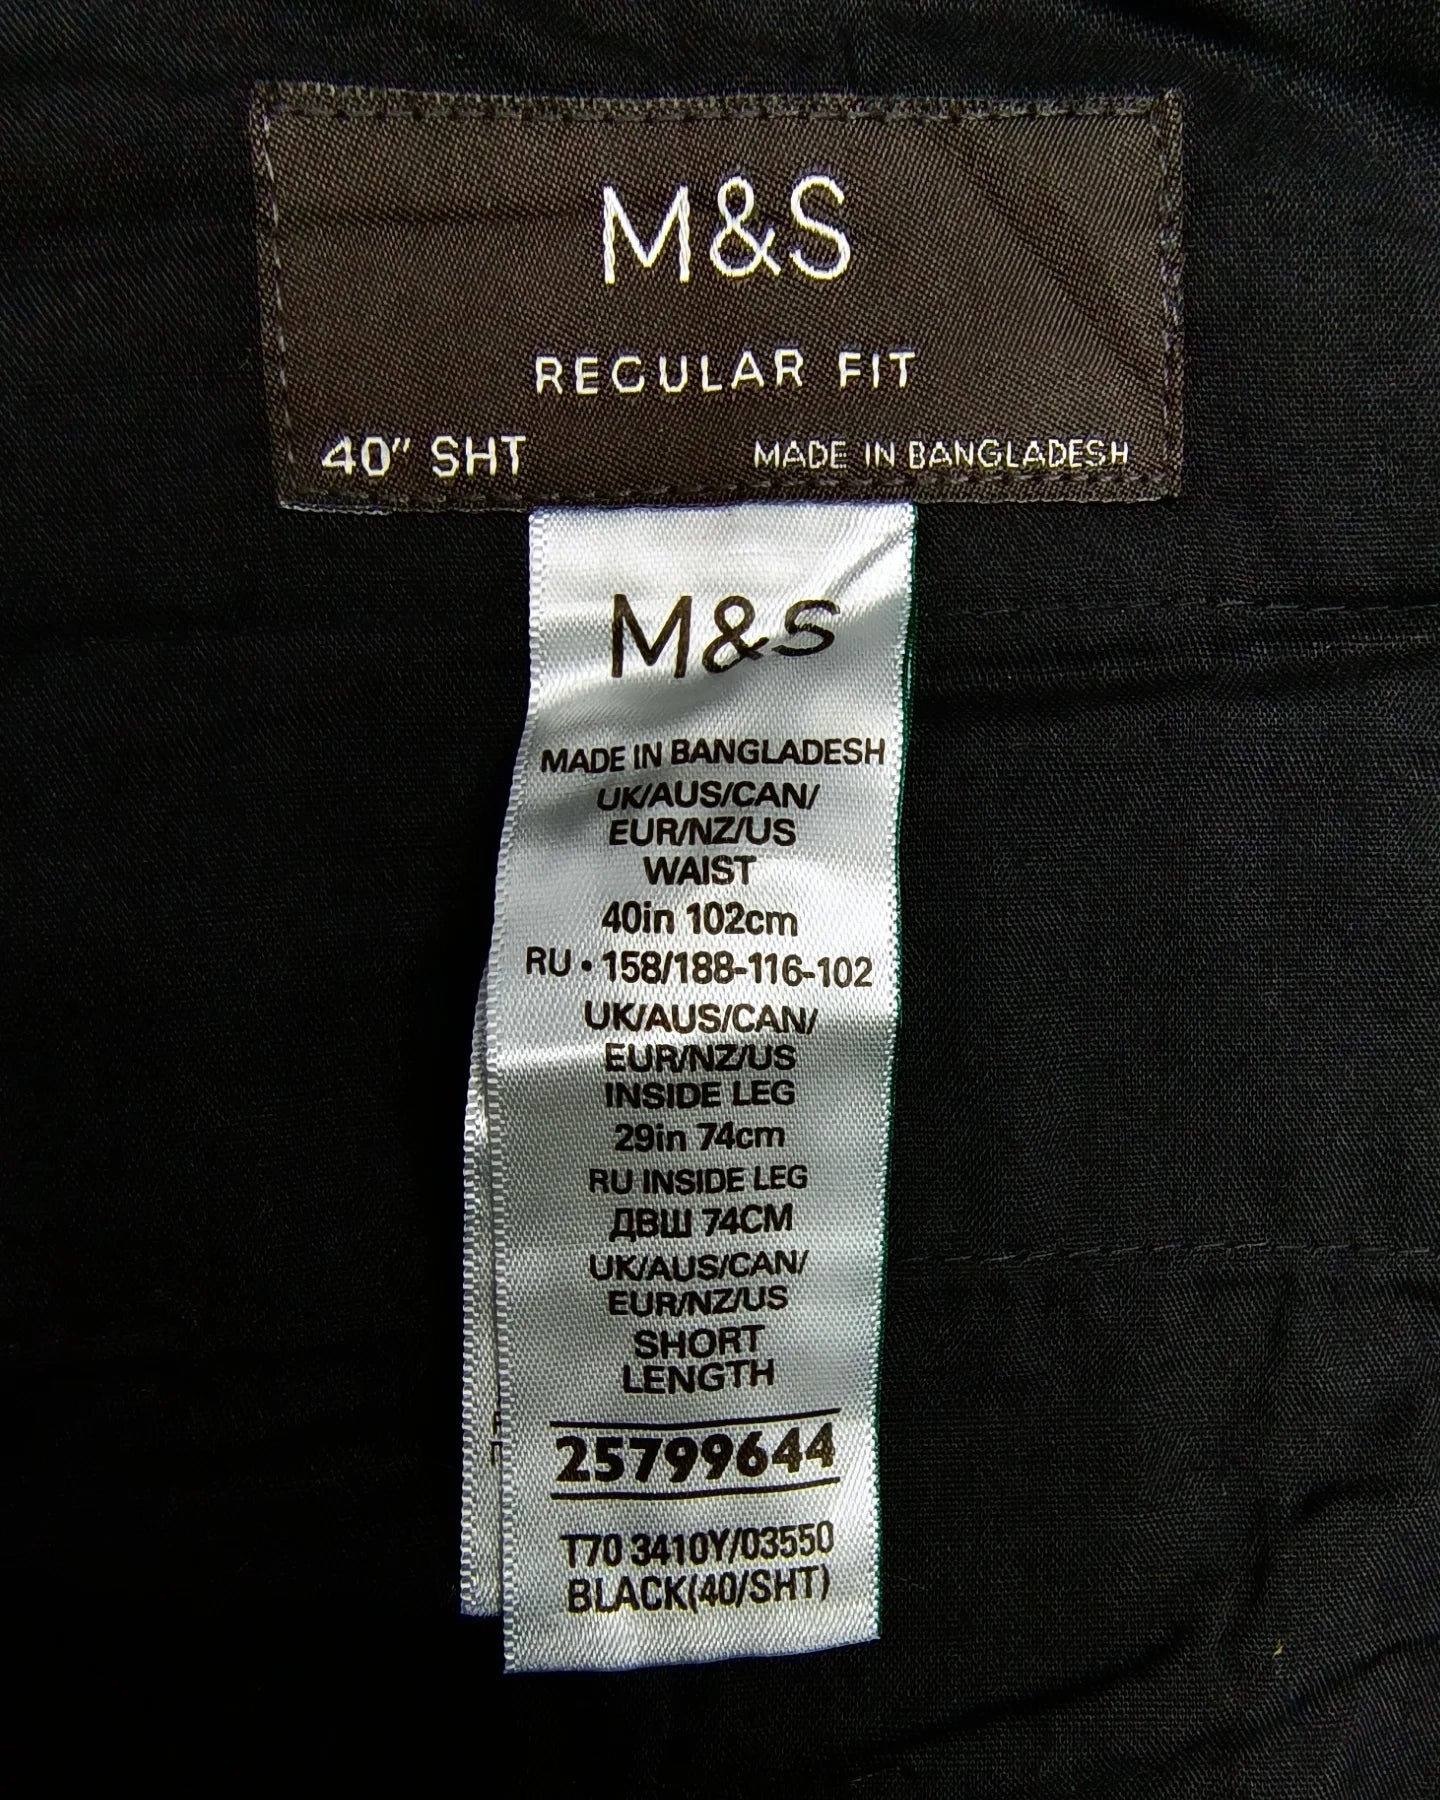 M&S
REGULAR FIT
40" SHT
MADE IN BANGLADESH
M&S
MADE IN BANGLADESH
UK/AUS/CAN/
EUR/NZ/US
WAIST
40in 102cm
RU • 158/188-116-102
UK/AUS/CAN/
EUR/NZ/US
INSIDE LEG
29in 74cm
RU INSIDE LEG
ДВШ 74CM
UK/AUS/CAN/
EUR/NZ/US
SHORT
LENGTH
25799644
T70 3410Y/03550
BLACK(40/SHT)